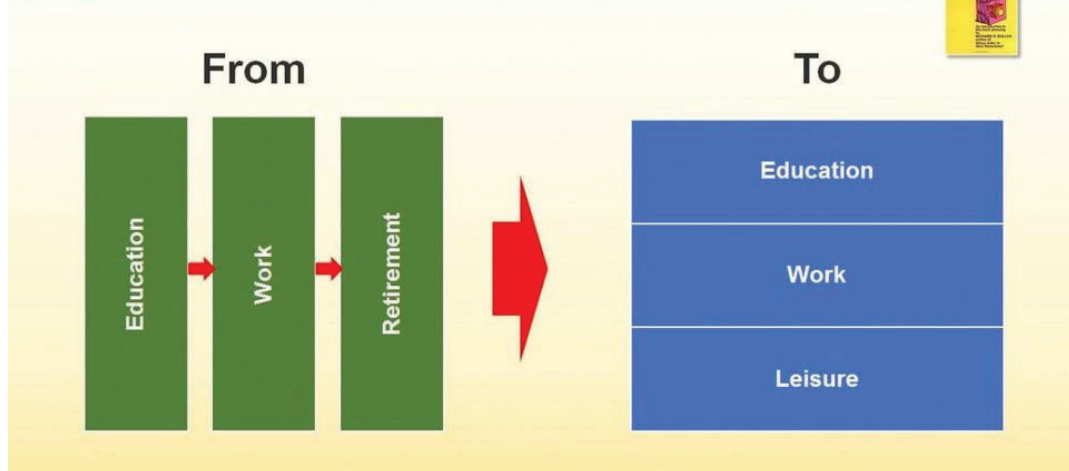 From
To
Education
Work
Retirement
Education
Work
Leisure